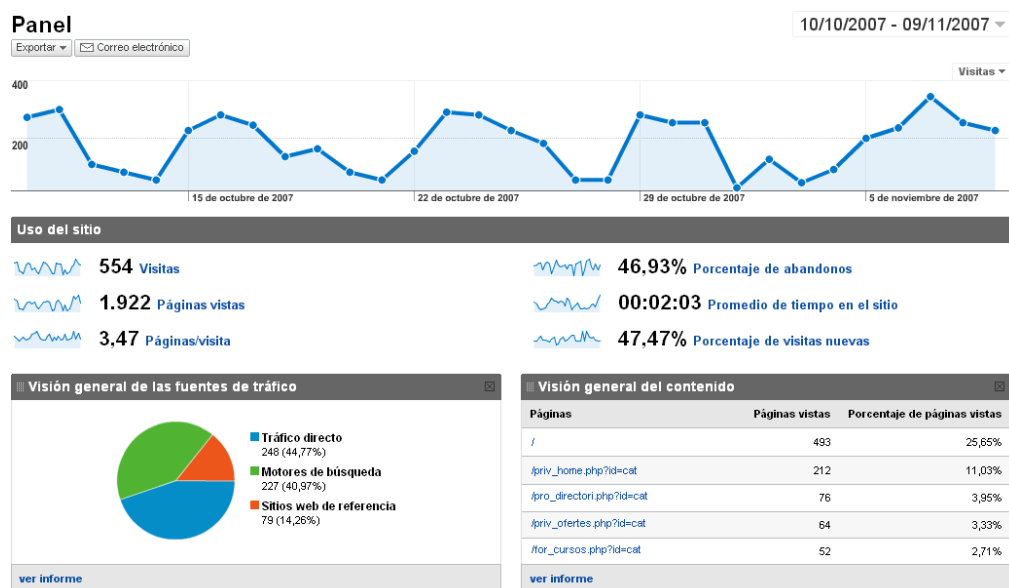 Panel
10/10/2007 - 09/11/2007
Exportar
Correo electrónico
Visitas
400
200
15 de octubre de 2007
22 de octubre de 2007
29 de octubre de 2007
5 de noviembre de 2007
Uso del sitio
554 Visitas
46,93% Porcentaje de abandonos
1.922 Páginas vistas
00:02:03 Promedio de tiempo en el sitio
3,47 Páginas/visita
47,47% Porcentaje de visitas nuevas
Visión general de las fuentes de tráfico
Tráfico directo
248 (44,77%)
Motores de búsqueda
227 (40,97%)
Sitios web de referencia
79 (14,26%)
ver informe
Visión general del contenido
Páginas Páginas vistas Porcentaje de páginas vistas
/ 493 25,65%
/priv_home.php?id=cat 212 11,03%
/pro_directori.php?id=cat 76 3,95%
/priv_ofertes.php?id=cat 64 3,33%
/for_cursos.php?id=cat 52 2,71%
ver informe